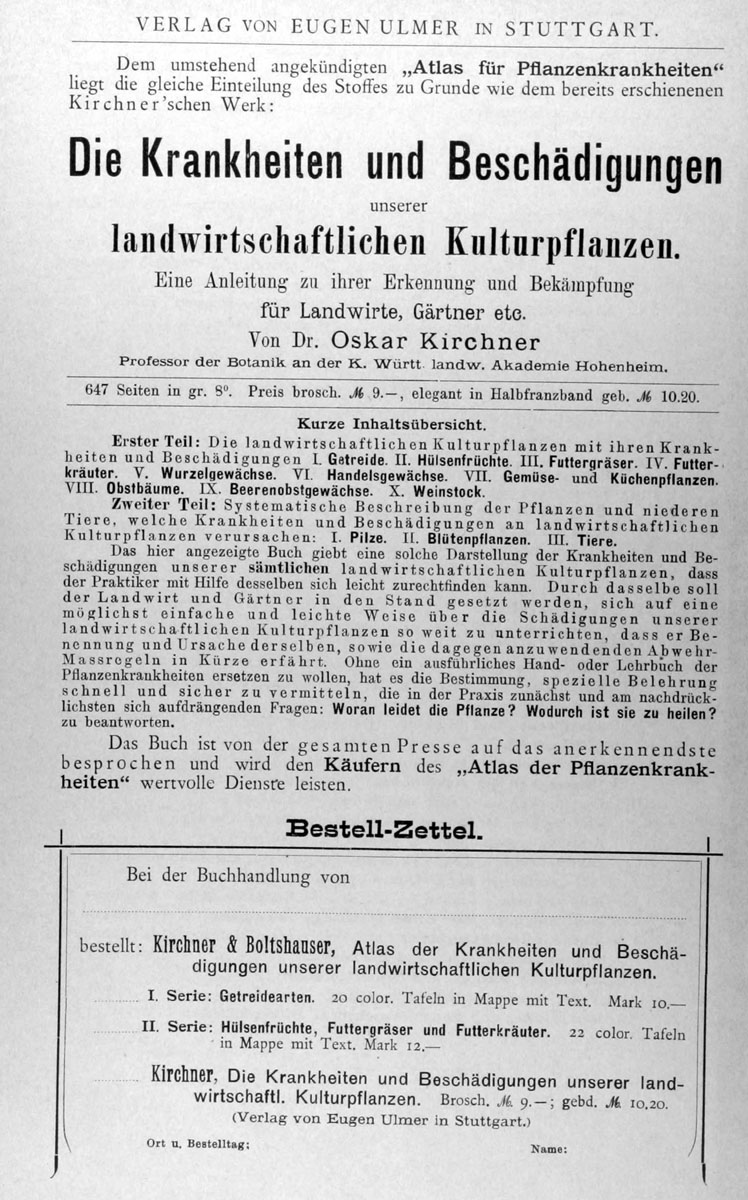 VERLAG VON EUGEN ULMER IN STUTTGART.
Dem umstehend angekündigten „Atlas für Pflanzenkrankheiten“
liegt die gleiche Einteilung des Stoffes zu Grunde wie dem bereits erschienenen
Kirchner'schen Werk:
Die Krankheiten und Beschädigungen
unserer
landwirtschaftlichen Kulturpflanzen.
Eine Anleitung zu ihrer Erkennung und Bekämpfung
für Landwirte, Gärtner etc.
Von Dr. Oskar Kirchner
Professor der Botanik an der K. Württ. landw. Akademie Hohenheim.
647 Seiten in gr. 8⁰. Preis brosch. ℳ 9.—, elegant in Halbfranzband geb. ℳ 10.20.
Kurze Inhaltsübersicht.
Erster Teil: Die landwirtschaftlichen Kulturpflanzen mit ihren Krank-
heiten und Beschädigungen I. Getreide. II. Hülsenfrüchte. III. Futtergräser. IV. Futter-
kräuter. V. Wurzelgewächse. VI. Handelsgewächse. VII. Gemüse- und Küchenpflanzen.
VIII. Obstbäume. IX. Beerenobstgewächse. X. Weinstock.
Zweiter Teil: Systematische Beschreibung der Pflanzen und niederen
Tiere, welche Krankheiten und Beschädigungen an landwirtschaftlichen
Kulturpflanzen verursachen: I. Pilze. II. Blütenpflanzen. III. Tiere.
Das hier angezeigte Buch giebt eine solche Darstellung der Krankheiten und Be-
schädigungen unserer sämtlichen landwirtschaftlichen Kulturpflanzen, dass
der Praktiker mit Hilfe desselben sich leicht zurechtfinden kann. Durch dasselbe soll
der Landwirt und Gärtner in den Stand gesetzt werden, sich auf eine
möglichst einfache und leichte Weise über die Schädigungen unserer
landwirtschaftlichen Kulturpflanzen so weit zu unterrichten, dass er Be-
nennung und Ursache derselben, sowie die dagegen anzuwendenden Abwehr-
Massregeln in Kürze erfährt. Ohne ein ausführliches Hand- oder Lehrbuch der
Pflanzenkrankheiten ersetzen zu wollen, hat es die Bestimmung, spezielle Belehrung
schnell und sicher zu vermitteln, die in der Praxis zunächst und am nachdrück-
lichsten sich aufdrängenden Fragen: Woran leidet die Pflanze? Wodurch ist sie zu heilen?
zu beantworten.
Das Buch ist von der gesamten Presse auf das anerkennendste
besprochen und wird den Käufern des „Atlas der Pflanzenkrank-
heiten“ wertvolle Dienste leisten.
Bestell-Zettel.
Bei der Buchhandlung von
bestellt: Kirchner & Boltshauser, Atlas der Krankheiten und Beschä-
digungen unserer landwirtschaftlichen Kulturpflanzen.
I. Serie: Getreidearten. 20 color. Tafeln in Mappe mit Text. Mark 10.—
II. Serie: Hülsenfrüchte, Futtergräser und Futterkräuter. 22 color. Tafeln
in Mappe mit Text. Mark 12.—
Kirchner, Die Krankheiten und Beschädigungen unserer land-
wirtschaftl. Kulturpflanzen. Brosch. ℳ. 9.—; gebd. ℳ. 10.20.
(Verlag von Eugen Ulmer in Stuttgart.)
Ort u. Bestelltag: Name: